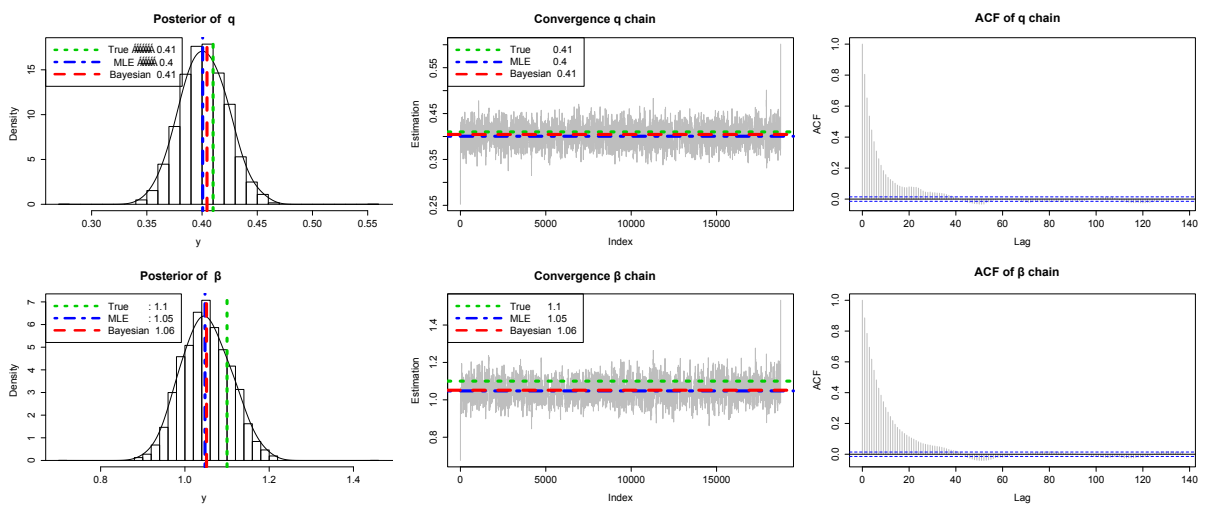 Posterior of q
True 0.41
MLE 0.4
Bayesian 0.41
Density
0 5 10 15
0.30 0.35 0.40 0.45 0.50 0.55
y
Convergence q chain
True 0.41
MLE 0.4
Bayesian 0.41
Estimation
0.25 0.35 0.45 0.55
0 5000 10000 15000
Index
ACF of q chain
ACF
0.0 0.2 0.4 0.6 0.8 1.0
0 20 40 60 80 100 120 140
Lag
Posterior of β
True : 1.1
MLE : 1.05
Bayesian 1.06
Density
0 1 2 3 4 5 6 7
0.8 1.0 1.2 1.4
y
Convergence β chain
True 1.1
MLE 1.05
Bayesian 1.06
Estimation
0.8 1.0 1.2 1.4
0 5000 10000 15000
Index
ACF of β chain
ACF
0.0 0.2 0.4 0.6 0.8 1.0
0 20 40 60 80 100 120 140
Lag